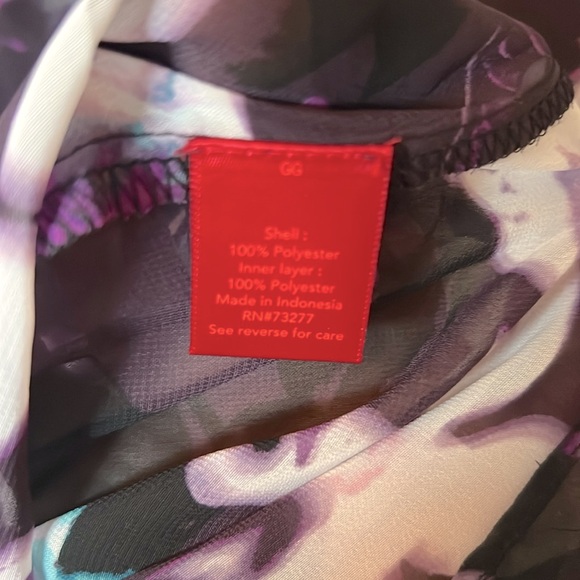 GG
Shell :
100% Polyester
Inner layer :
100% Polyester
Made in Indonesia
RN#73277
See reverse for care